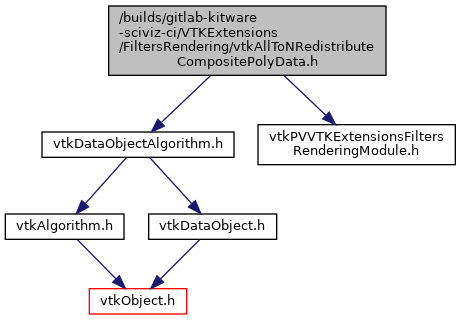 /builds/gitlab-kitware
-sciviz-ci/VTKExtensions
/FiltersRendering/vtkAllToNRedistribute
CompositePolyData.h
vtkDataObjectAlgorithm.h
vtkPVVTKExtensionsFilters
RenderingModule.h
vtkAlgorithm.h
vtkDataObject.h
vtkObject.h